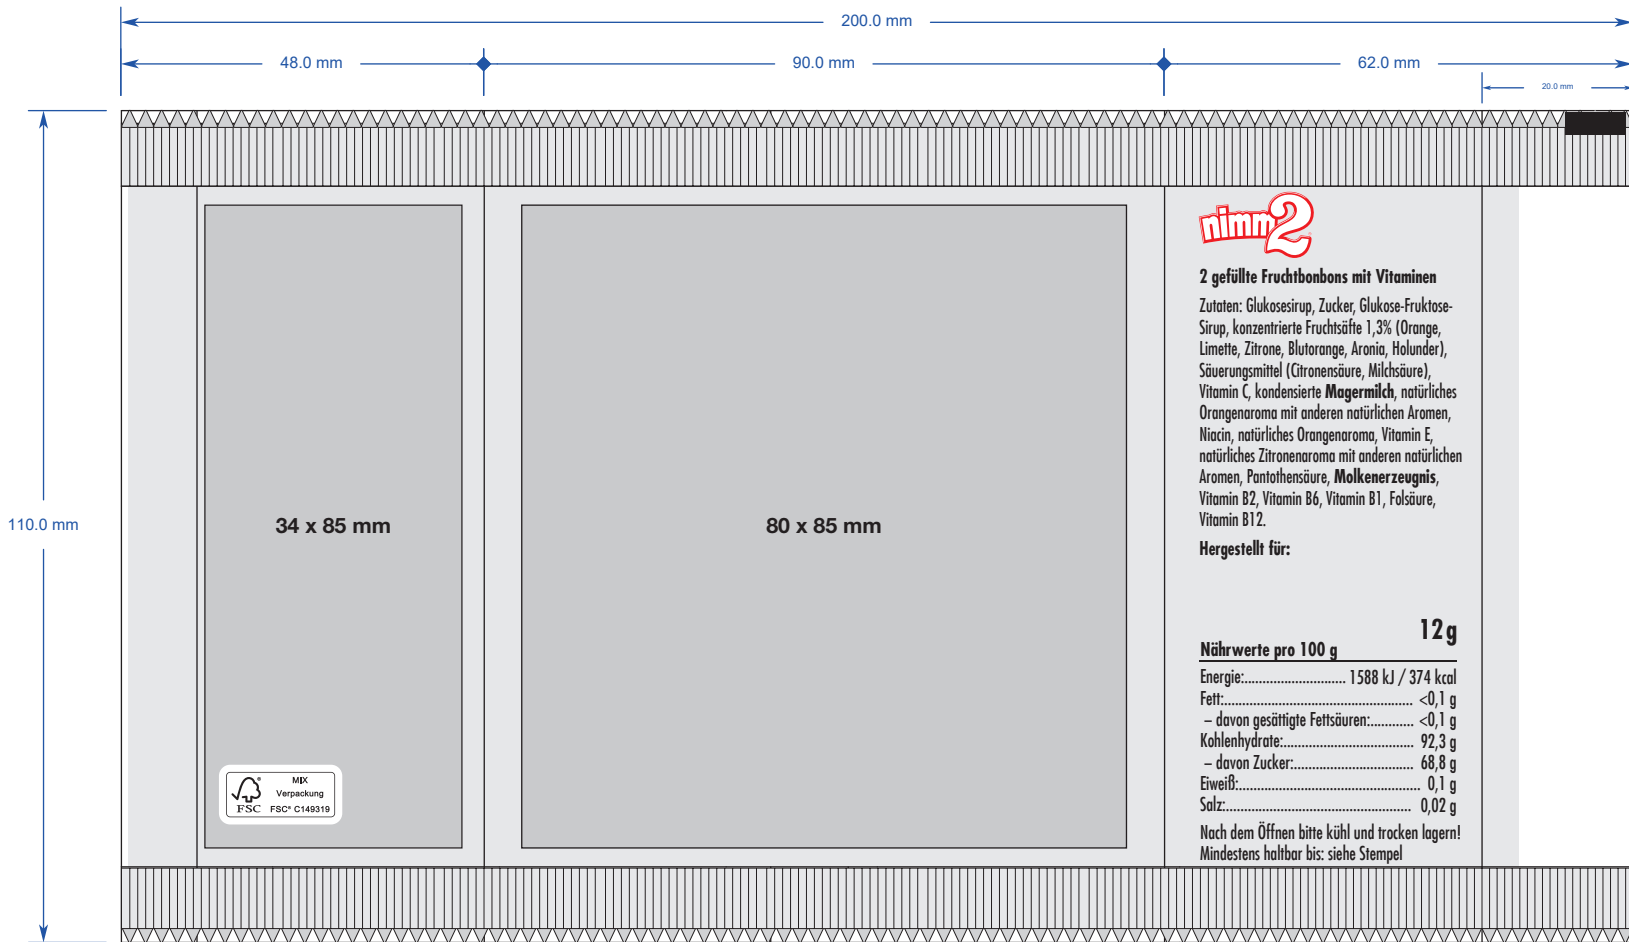 200.0 mm
48.0 mm
90.0 mm
62.0 mm
20.0 mm
110.0 mm
34 x 85 mm
80 x 85 mm
MIX
Verpackung
FSC® C149319
FSC
nimm2
2 gefüllte Fruchtbonbons mit Vitaminen
Zutaten: Glukosesirup, Zucker, Glukose-Fruktose-
Sirup, konzentrierte Fruchtsäfte 1,3% (Orange,
Limette, Zitrone, Blutorange, Aronia, Holunder),
Säuerungsmittel (Citronensäure, Milchsäure),
Vitamin C, kondensierte Magermilch, natürliches
Orangenaroma mit anderen natürlichen Aromen,
Niacin, natürliches Orangenaroma, Vitamin E,
natürliches Zitronenaroma mit anderen natürlichen
Aromen, Pantothensäure, Molkenerzeugnis,
Vitamin B2, Vitamin B6, Vitamin B1, Folsäure,
Vitamin B12.
Hergestellt für:
12 g
Nährwerte pro 100 g
Energie:............................ 1588 kJ / 374 kcal
Fett:.................................................... <0,1 g
– davon gesättigte Fettsäuren:............ <0,1 g
Kohlenhydrate:.................................... 92,3 g
– davon Zucker:................................. 68,8 g
Eiweiß:.................................................. 0,1 g
Salz:................................................... 0,02 g
Nach dem Öffnen bitte kühl und trocken lagern!
Mindestens haltbar bis: siehe Stempel